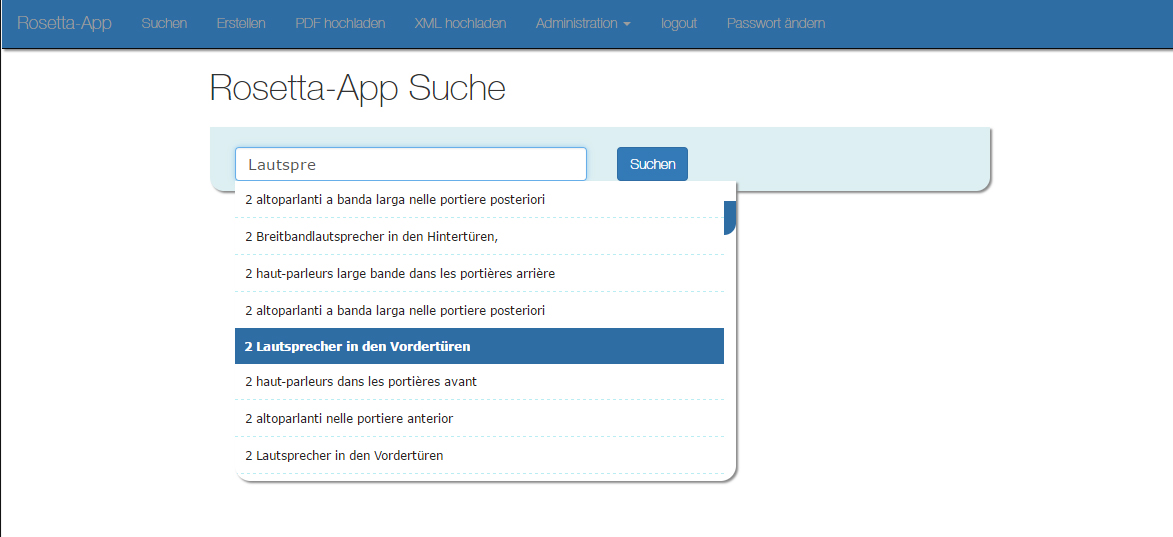 Rosetta-App Suchen Erstellen PDF hochladen XML hochladen Administration logout Passwort ändern
Rosetta-App Suche
Lautspre Suchen
2 altoparlanti a banda larga nelle portiere posteriori
2 Breitbandlautsprecher in den Hintertüren,
2 haut-parleurs large bande dans les portières arrière
2 altoparlanti a banda larga nelle portiere posteriori
2 Lautsprecher in den Vordertüren
2 haut-parleurs dans les portières avant
2 altoparlanti nelle portiere anterior
2 Lautsprecher in den Vordertüren